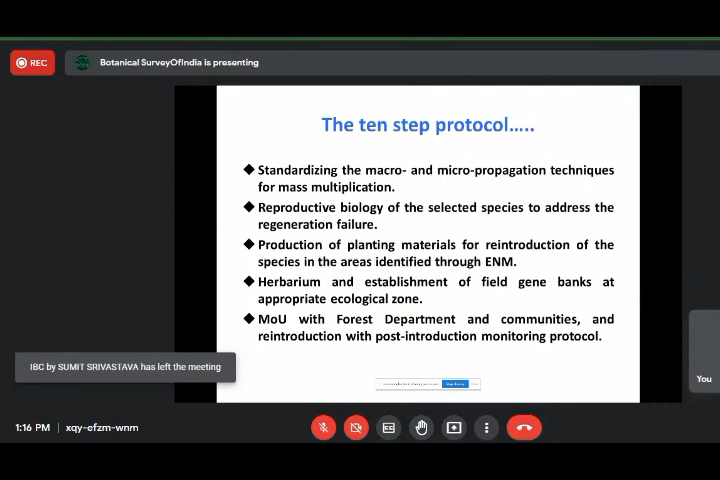 REC
Botanical SurveyOfIndia is presenting
The ten step protocol.....
Standardizing the macro- and micro-propagation techniques
for mass multiplication.
Reproductive biology of the selected species to address the
regeneration failure.
Production of planting materials for reintroduction of the
species in the areas identified through ENM.
Herbarium and establishment of field gene banks at
appropriate ecological zone.
MoU with Forest Department and communities, and
reintroduction with post-introduction monitoring protocol.
IBC by SUMIT SRIVASTAVA has left the meeting
You
Stop sharing
1:16 PM | xqy-efzm-wnm